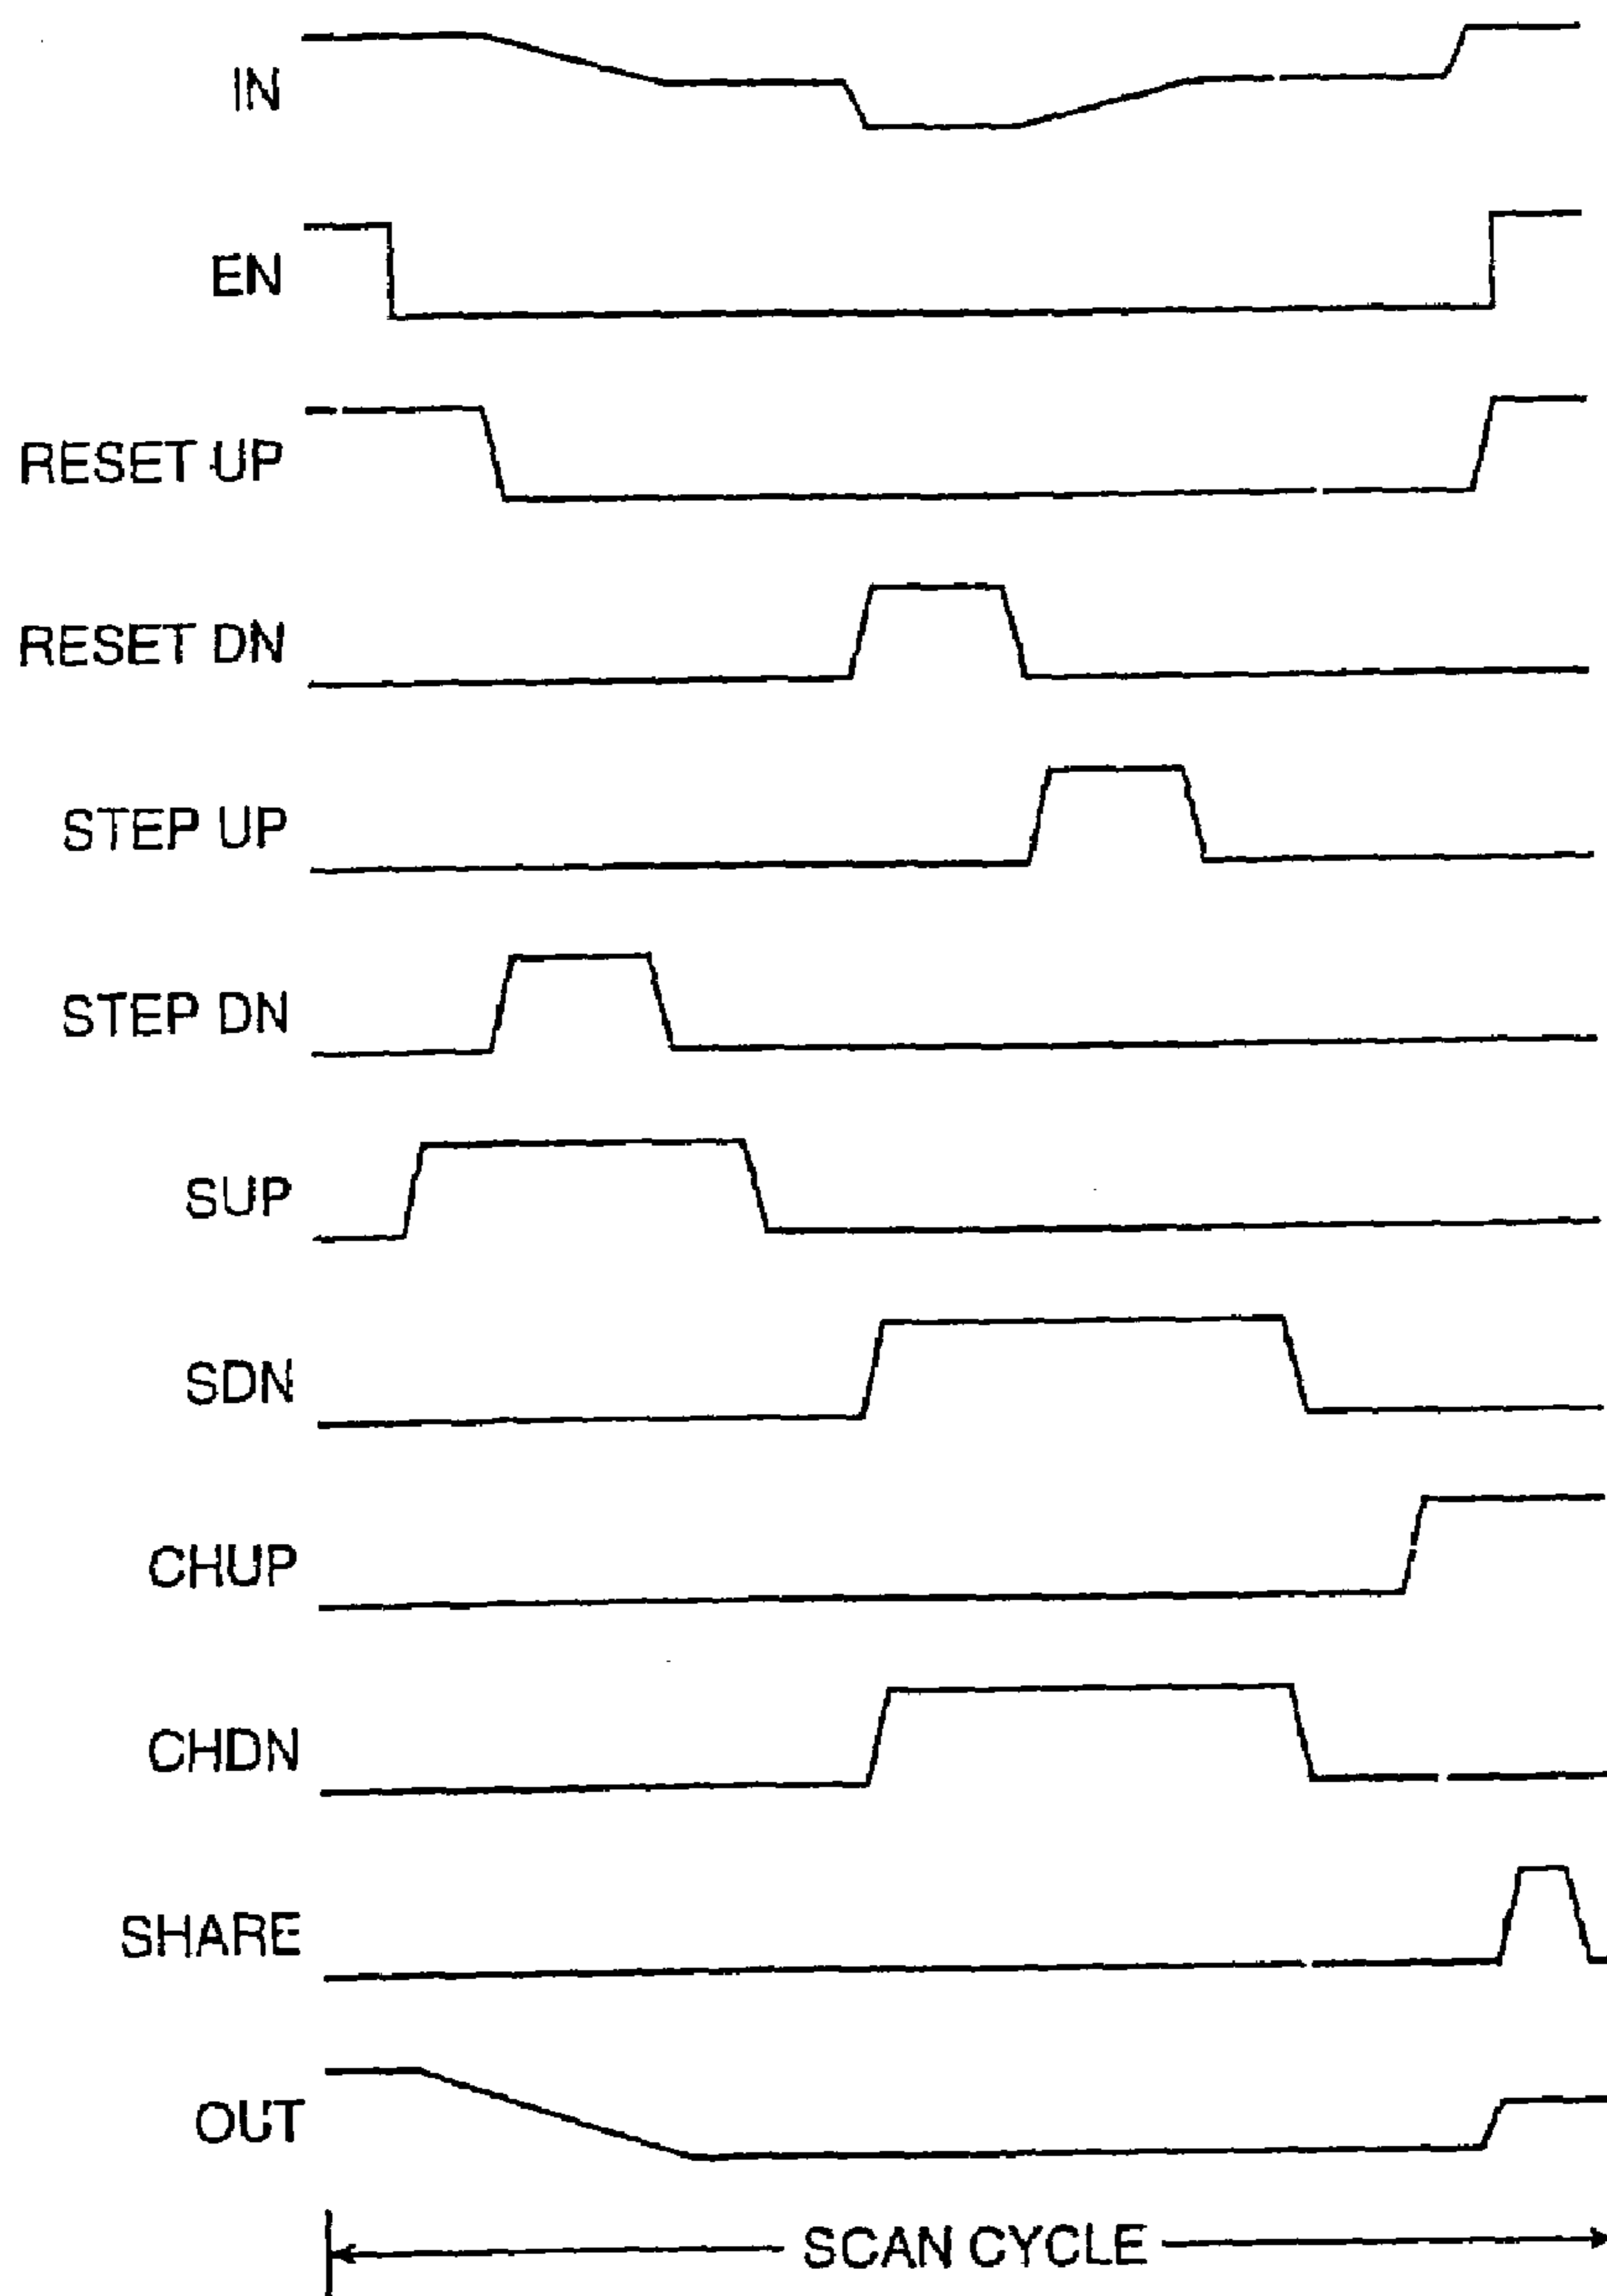 IN
EN
RESET UP
RESET DN
STEP UP
STEP DN
SUP
SDN
CHUP
CHDN
SHARE
OUT
SCAN CYCLE